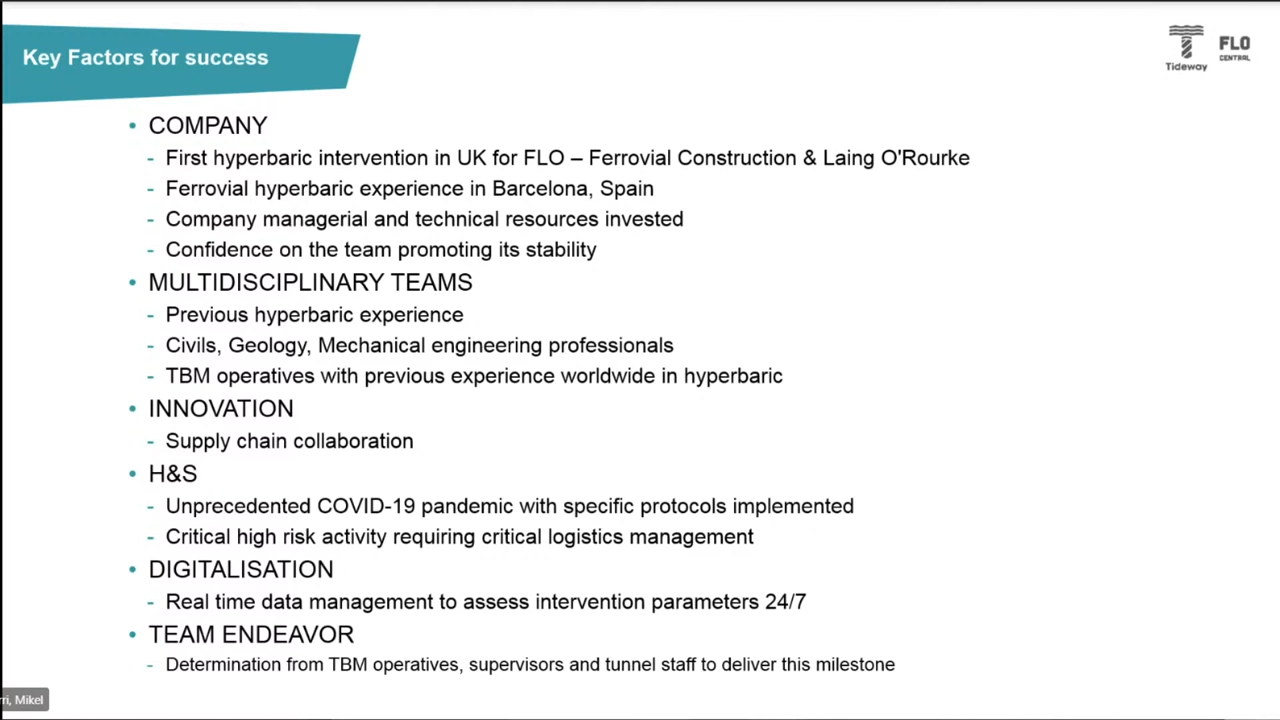 Key Factors for success
Tideway
FLO
CENTRAL
• COMPANY
- First hyperbaric intervention in UK for FLO – Ferrovial Construction & Laing O'Rourke
- Ferrovial hyperbaric experience in Barcelona, Spain
- Company managerial and technical resources invested
- Confidence on the team promoting its stability
• MULTIDISCIPLINARY TEAMS
- Previous hyperbaric experience
- Civils, Geology, Mechanical engineering professionals
- TBM operatives with previous experience worldwide in hyperbaric
• INNOVATION
- Supply chain collaboration
• H&S
- Unprecedented COVID-19 pandemic with specific protocols implemented
- Critical high risk activity requiring critical logistics management
• DIGITALISATION
- Real time data management to assess intervention parameters 24/7
• TEAM ENDEAVOR
- Determination from TBM operatives, supervisors and tunnel staff to deliver this milestone
rri, Mikel